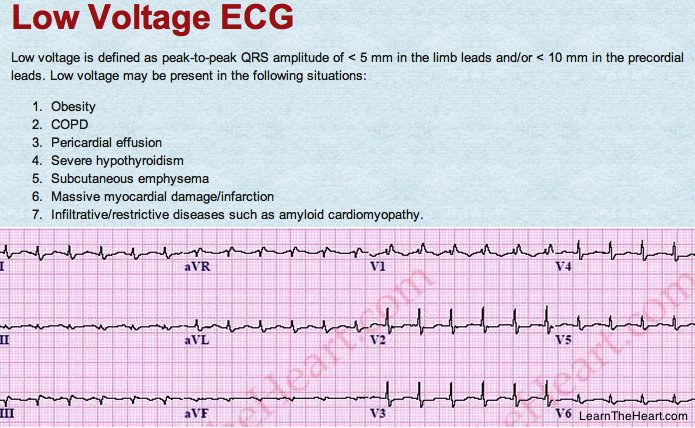 Low Voltage ECG
Low voltage is defined as peak-to-peak QRS amplitude of < 5 mm in the limb leads and/or < 10 mm in the precordial
leads. Low voltage may be present in the following situations:
1. Obesity
2. COPD
3. Pericardial effusion
4. Severe hypothyroidism
5. Subcutaneous emphysema
6. Massive myocardial damage/infarction
7. Infiltrative/restrictive diseases such as amyloid cardiomyopathy.
I aVR V1 V4
II aVL V2 V5
III aVF V3 V6
LearnTheHeart.com